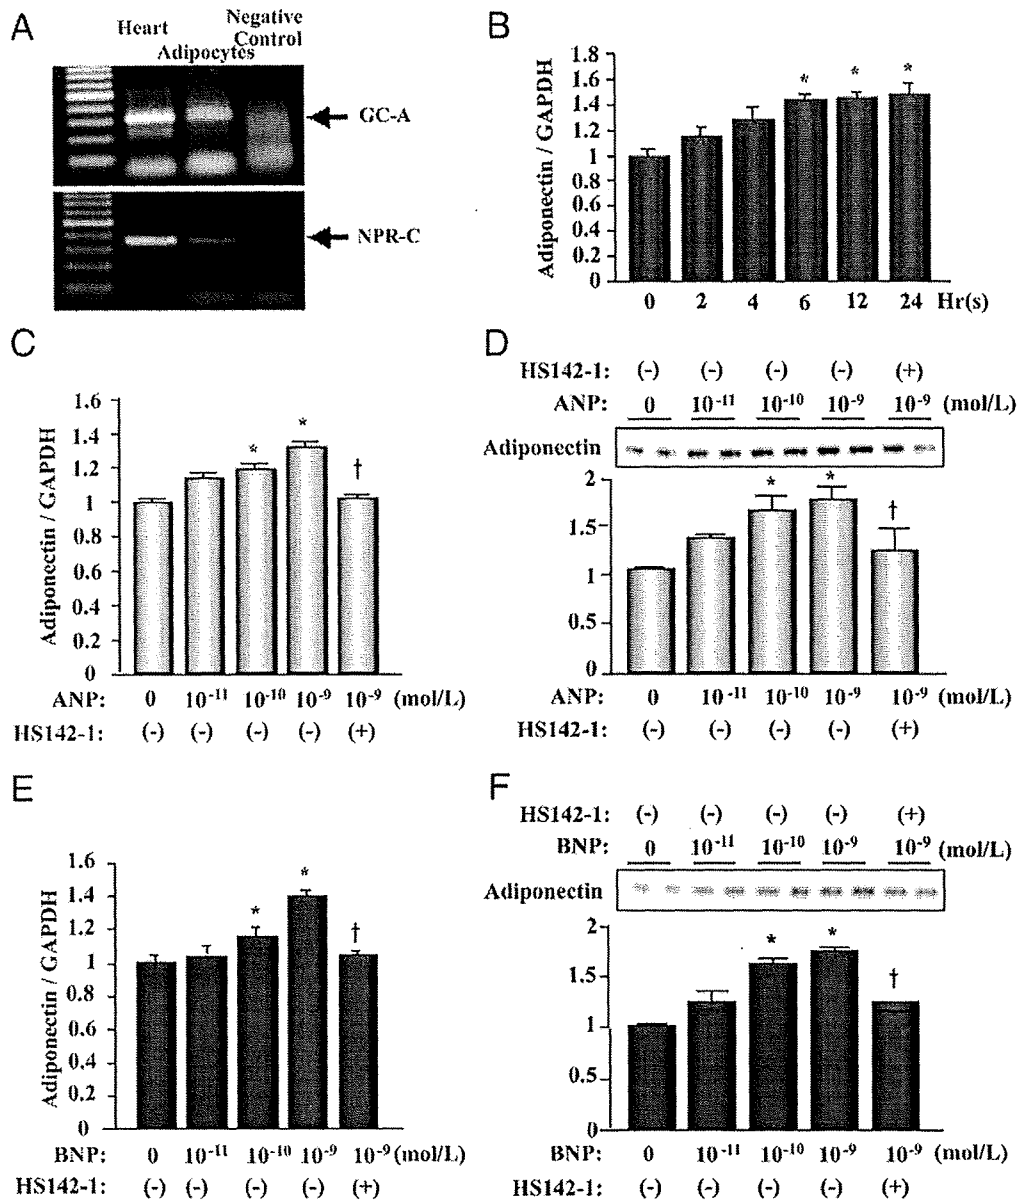 A
Heart
Adipocytes
Negative
Control
GC-A
NPR-C
B
Adiponectin / GAPDH
1.8
1.6
1.4
1.2
1
0.8
0.6
0.4
0.2
0
* * *
0 2 4 6 12 24 Hr(s)
C
Adiponectin / GAPDH
1.6
1.4
1.2
1
0.8
0.6
0.4
0.2
0
* * †
ANP: 0 10⁻¹¹ 10⁻¹⁰ 10⁻⁹ 10⁻⁹ (mol/L)
HS142-1: (-) (-) (-) (-) (+)
D
HS142-1: (-) (-) (-) (-) (+)
ANP: 0 10⁻¹¹ 10⁻¹⁰ 10⁻⁹ 10⁻⁹ (mol/L)
Adiponectin
2
1.5
1
0.5
0
* * †
ANP: 0 10⁻¹¹ 10⁻¹⁰ 10⁻⁹ 10⁻⁹ (mol/L)
HS142-1: (-) (-) (-) (-) (+)
E
Adiponectin / GAPDH
1.6
1.4
1.2
1
0.8
0.6
0.4
0.2
0
* * †
BNP: 0 10⁻¹¹ 10⁻¹⁰ 10⁻⁹ 10⁻⁹ (mol/L)
HS142-1: (-) (-) (-) (-) (+)
F
HS142-1: (-) (-) (-) (-) (+)
BNP: 0 10⁻¹¹ 10⁻¹⁰ 10⁻⁹ 10⁻⁹ (mol/L)
Adiponectin
2
1.5
1
0.5
0
* * †
BNP: 0 10⁻¹¹ 10⁻¹⁰ 10⁻⁹ 10⁻⁹ (mol/L)
HS142-1: (-) (-) (-) (-) (+)